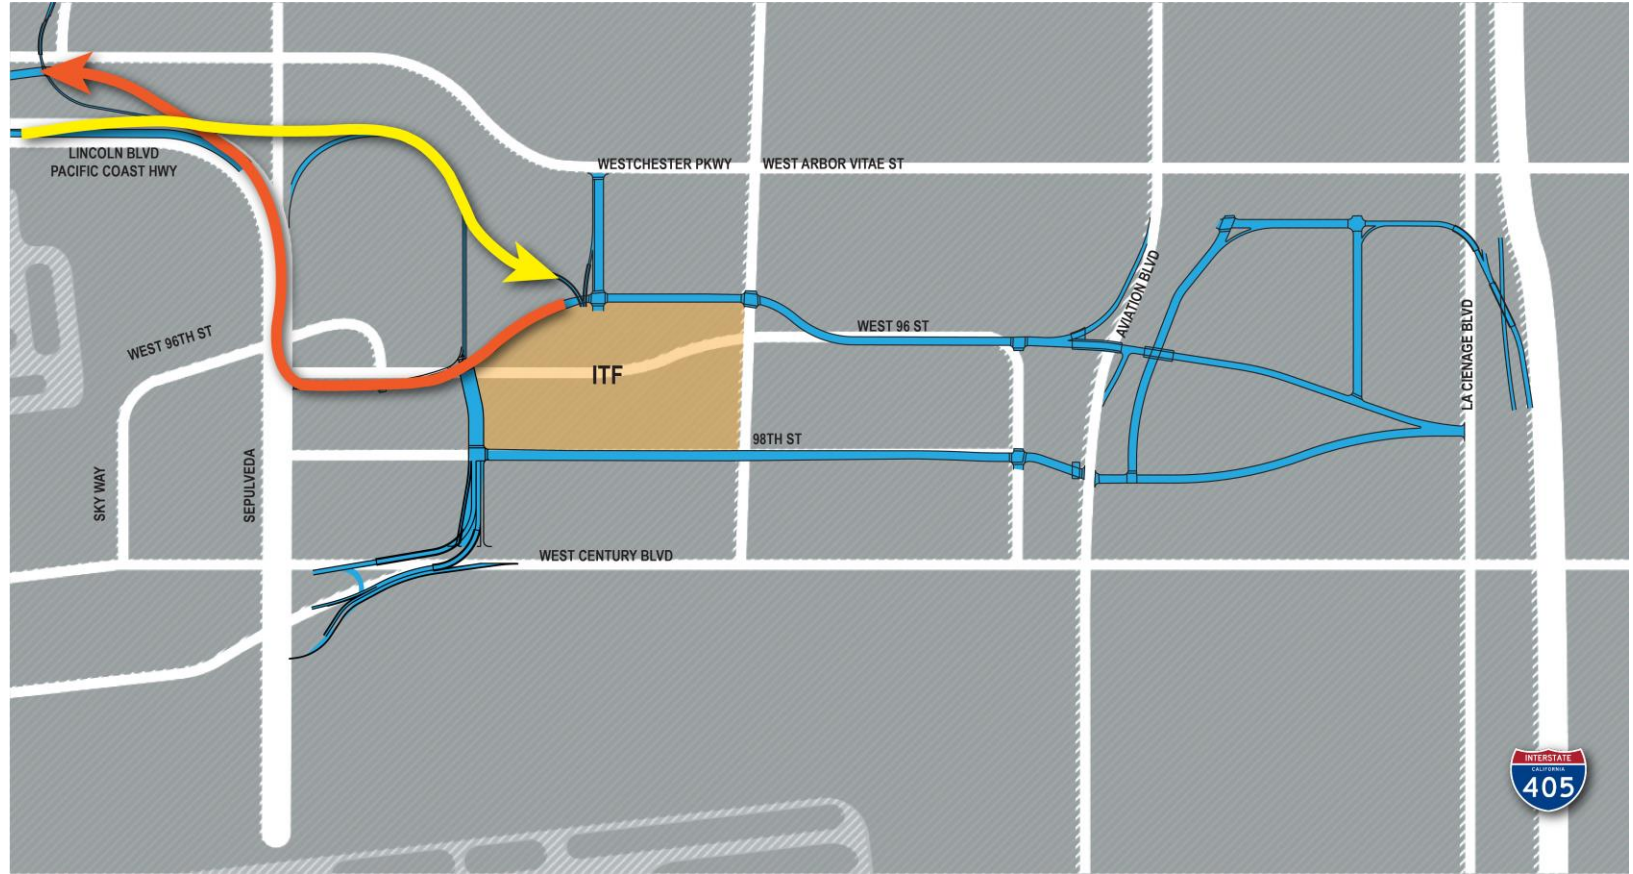 LINCOLN BLVD
PACIFIC COAST HWY
WESTCHESTER PKWY
WEST ARBOR VITAE ST
WEST 96TH ST
WEST 96 ST
AVIATION BLVD
LA CIENAGE BLVD
ITF
98TH ST
SKY WAY
SEPULVEDA
WEST CENTURY BLVD
INTERSTATE
CALIFORNIA
405